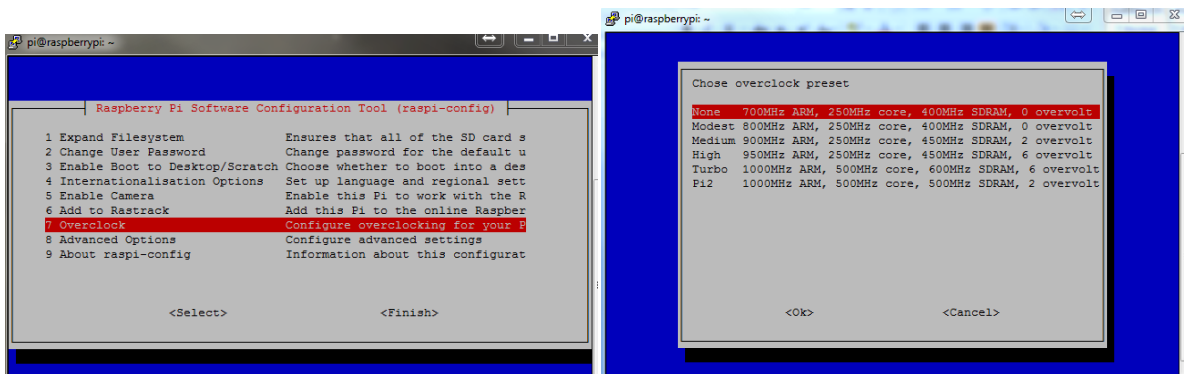 pi@raspberrypi: ~
Raspberry Pi Software Configuration Tool (raspi-config)
1 Expand Filesystem Ensures that all of the SD card s
2 Change User Password Change password for the default u
3 Enable Boot to Desktop/Scratch Choose whether to boot into a des
4 Internationalisation Options Set up language and regional sett
5 Enable Camera Enable this Pi to work with the R
6 Add to Rastrack Add this Pi to the online Raspber
7 Overclock Configure overclocking for your P
8 Advanced Options Configure advanced settings
9 About raspi-config Information about this configurat
<Select> <Finish>
pi@raspberrypi: ~
Chose overclock preset
None 700MHz ARM, 250MHz core, 400MHz SDRAM, 0 overvolt
Modest 800MHz ARM, 250MHz core, 400MHz SDRAM, 0 overvolt
Medium 900MHz ARM, 250MHz core, 450MHz SDRAM, 2 overvolt
High 950MHz ARM, 250MHz core, 450MHz SDRAM, 6 overvolt
Turbo 1000MHz ARM, 500MHz core, 600MHz SDRAM, 6 overvolt
Pi2 1000MHz ARM, 500MHz core, 500MHz SDRAM, 2 overvolt
<Ok> <Cancel>